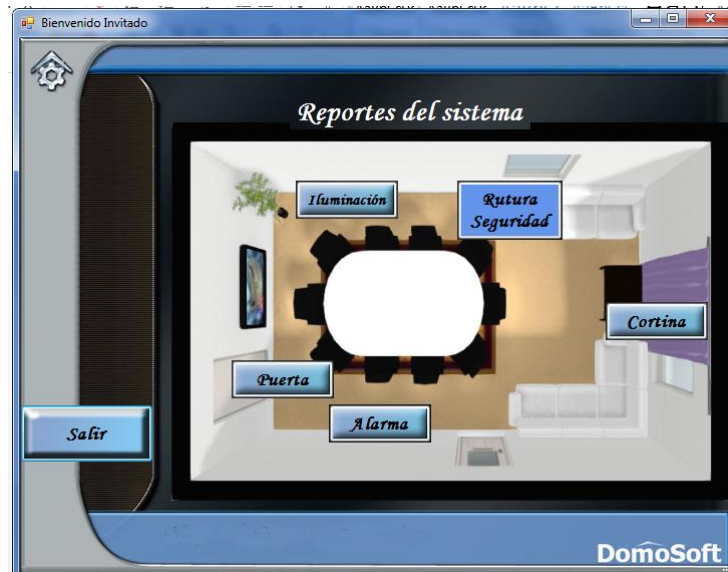 Bienvenido Invitado
Reportes del sistema
Iluminación
Rutura
Seguridad
Cortina
Puerta
Alarma
Salir
DomoSoft